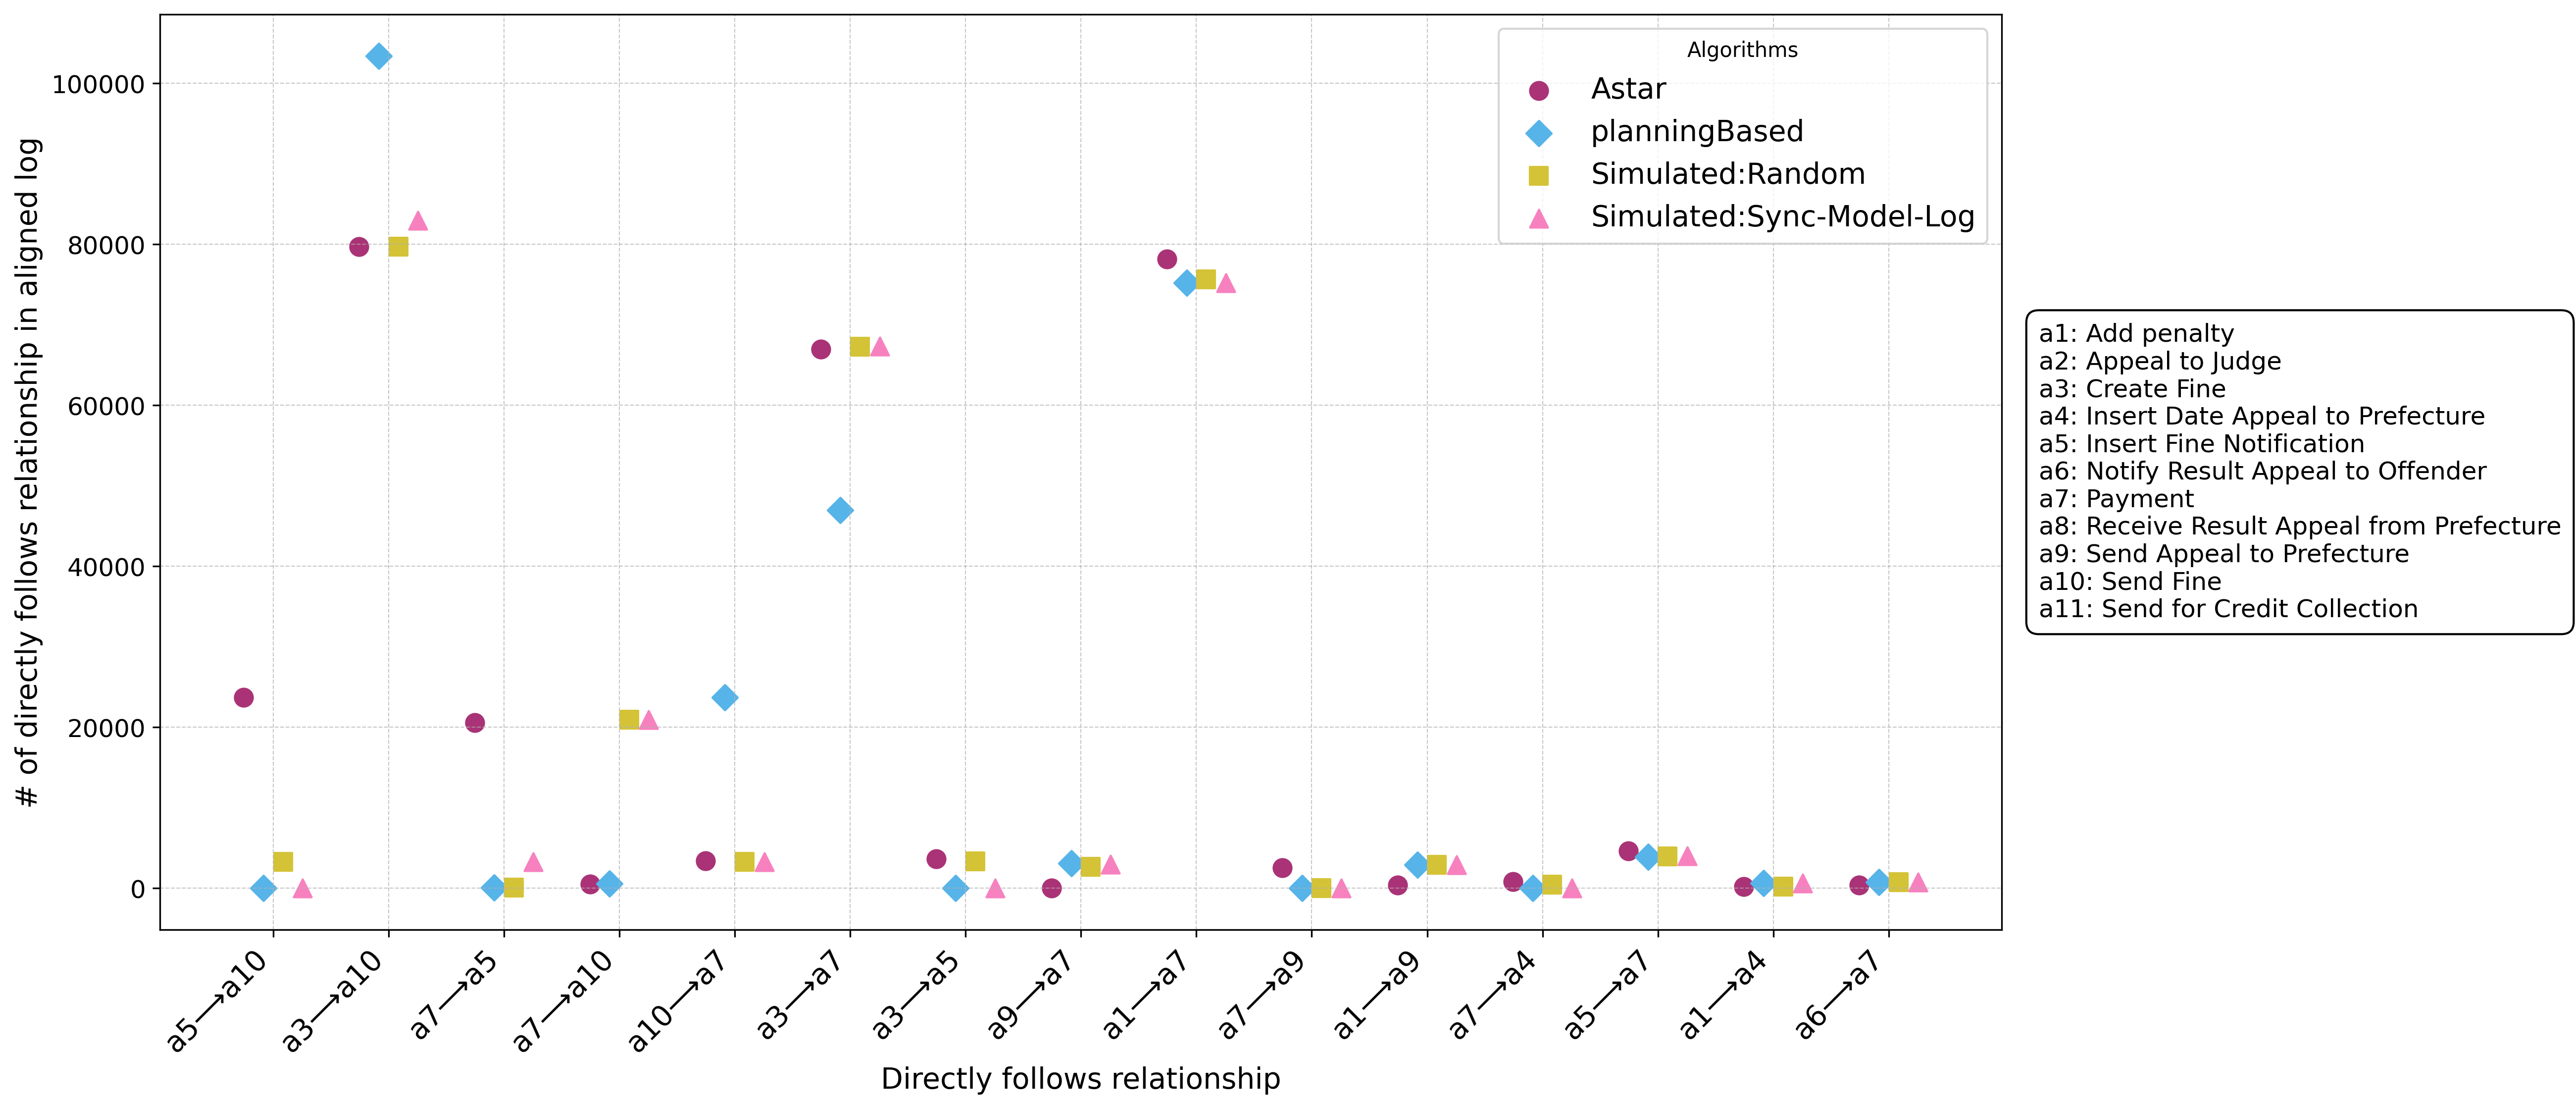 Algorithms
Astar
planningBased
Simulated:Random
Simulated:Sync-Model-Log
# of directly follows relationship in aligned log
100000
80000
60000
40000
20000
0
a5→a10
a3→a10
a7→a5
a7→a10
a10→a7
a3→a7
a3→a5
a9→a7
a1→a7
a7→a9
a1→a9
a7→a4
a5→a7
a1→a4
a6→a7
Directly follows relationship
a1: Add penalty
a2: Appeal to Judge
a3: Create Fine
a4: Insert Date Appeal to Prefecture
a5: Insert Fine Notification
a6: Notify Result Appeal to Offender
a7: Payment
a8: Receive Result Appeal from Prefecture
a9: Send Appeal to Prefecture
a10: Send Fine
a11: Send for Credit Collection